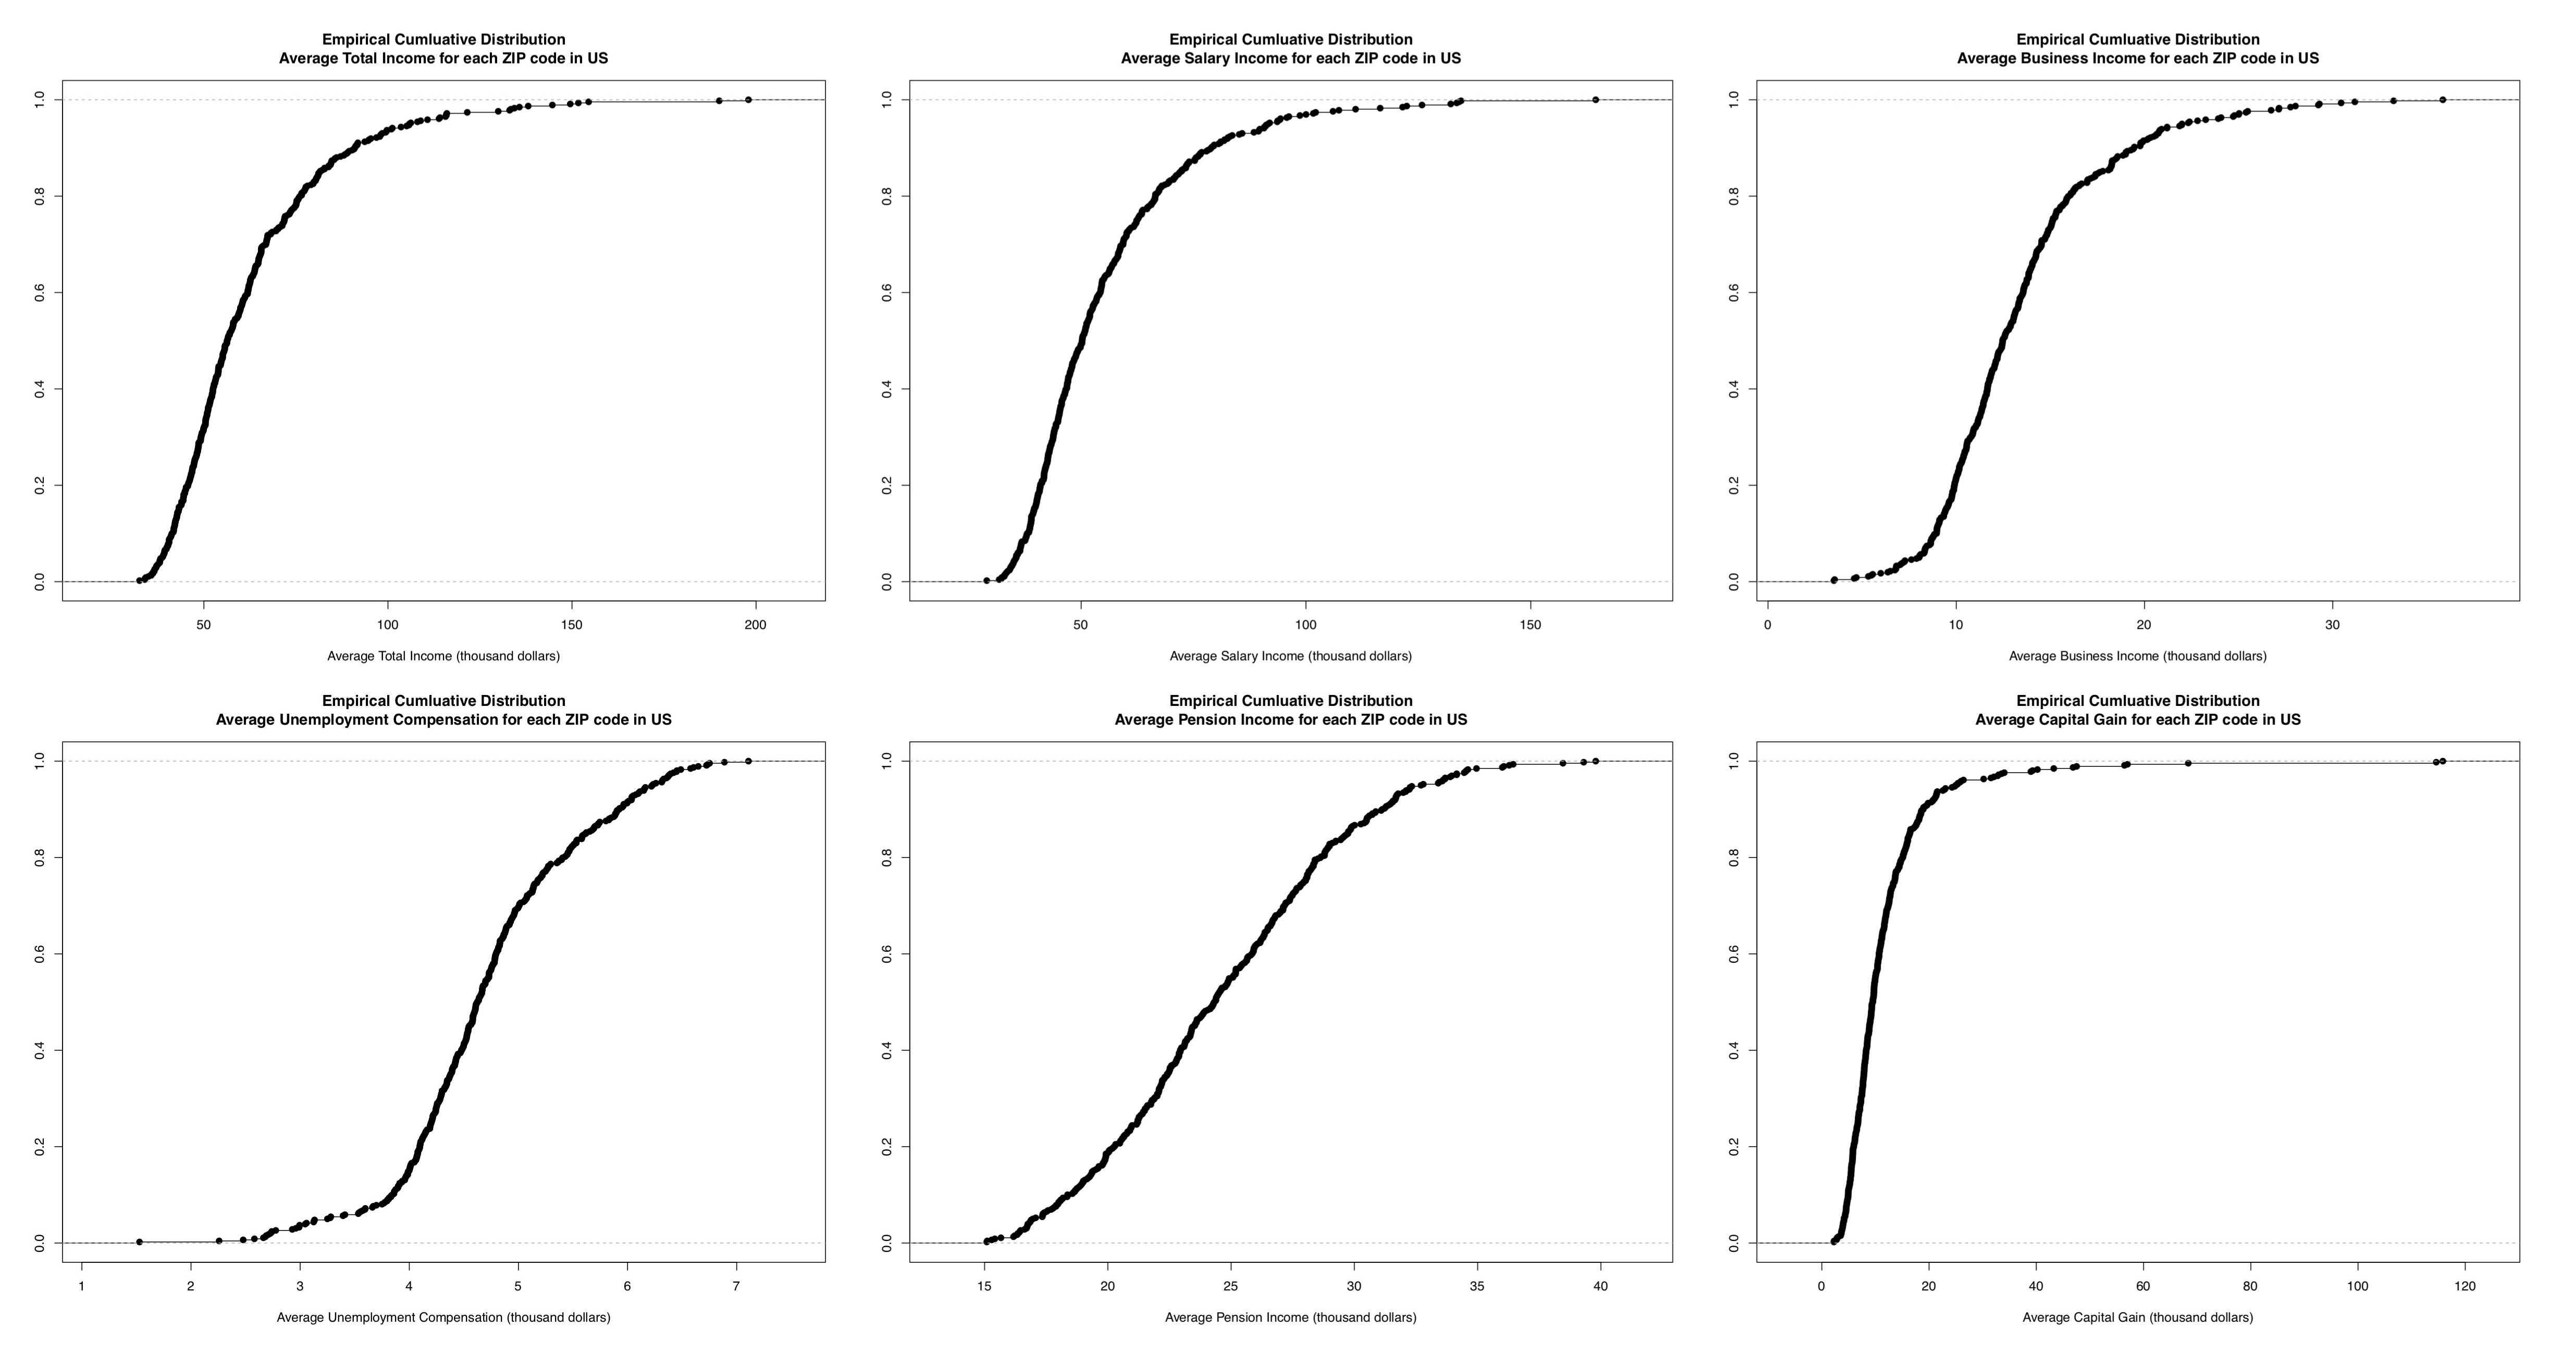 Empirical Cumluative Distribution
Average Total Income for each ZIP code in US
1.0
0.8
0.6
0.4
0.2
0.0
50 100 150 200
Average Total Income (thousand dollars)
Empirical Cumluative Distribution
Average Salary Income for each ZIP code in US
1.0
0.8
0.6
0.4
0.2
0.0
50 100 150
Average Salary Income (thousand dollars)
Empirical Cumluative Distribution
Average Business Income for each ZIP code in US
1.0
0.8
0.6
0.4
0.2
0.0
0 10 20 30
Average Business Income (thousand dollars)
Empirical Cumluative Distribution
Average Unemployment Compensation for each ZIP code in US
1.0
0.8
0.6
0.4
0.2
0.0
1 2 3 4 5 6 7
Average Unemployment Compensation (thousand dollars)
Empirical Cumluative Distribution
Average Pension Income for each ZIP code in US
1.0
0.8
0.6
0.4
0.2
0.0
15 20 25 30 35 40
Average Pension Income (thousand dollars)
Empirical Cumluative Distribution
Average Capital Gain for each ZIP code in US
1.0
0.8
0.6
0.4
0.2
0.0
0 20 40 60 80 100 120
Average Capital Gain (thousand dollars)